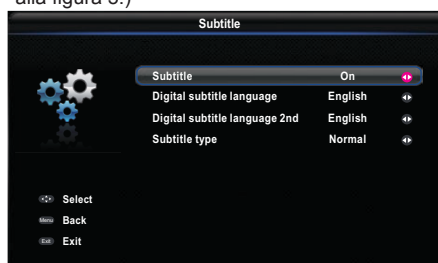 alla figura 5.)
Subtitle
Subtitle On
Digital subtitle language English
Digital subtitle language 2nd English
Subtitle type Normal
Select
Menu Back
Exit Exit